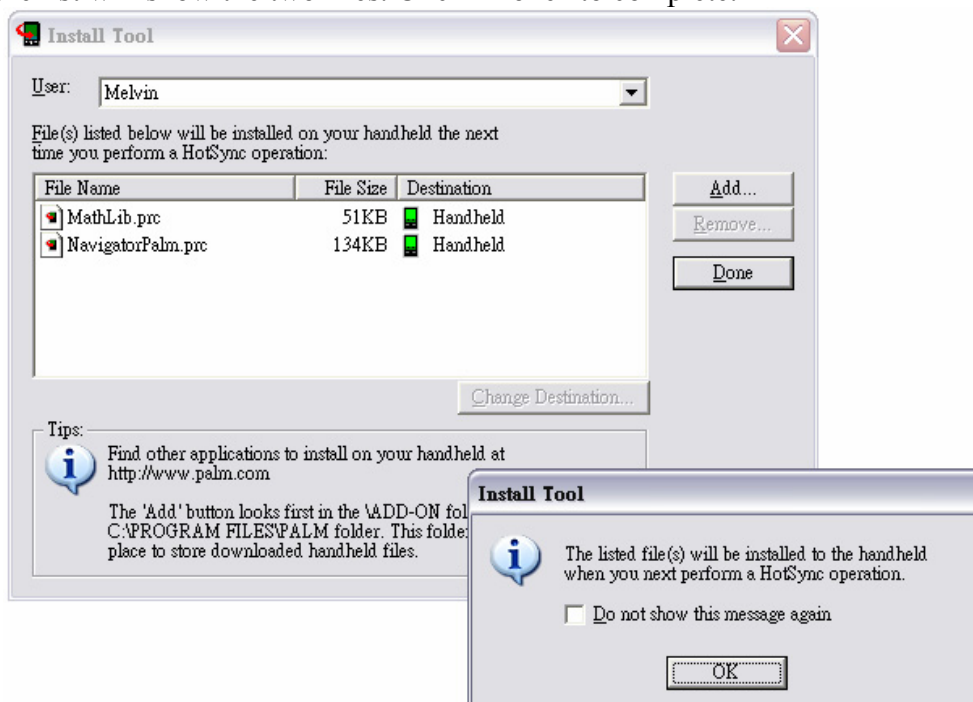 Install Tool
User: Melvin
File(s) listed below will be installed on your handheld the next
time you perform a HotSync operation:
File Name File Size Destination
MathLib.prc 51KB Handheld
NavigatorPalm.prc 134KB Handheld
Add...
Remove...
Done
Change Destination...
Tips:
Find other applications to install on your handheld at
http://www.palm.com
The 'Add' button looks first in the \ADD-ON
C:\PROGRAM FILES\PALM folder. This
place to store downloaded handheld files.
Install Tool
The listed file(s) will be installed to the handheld
when you next perform a HotSync operation.
Do not show this message again
OK